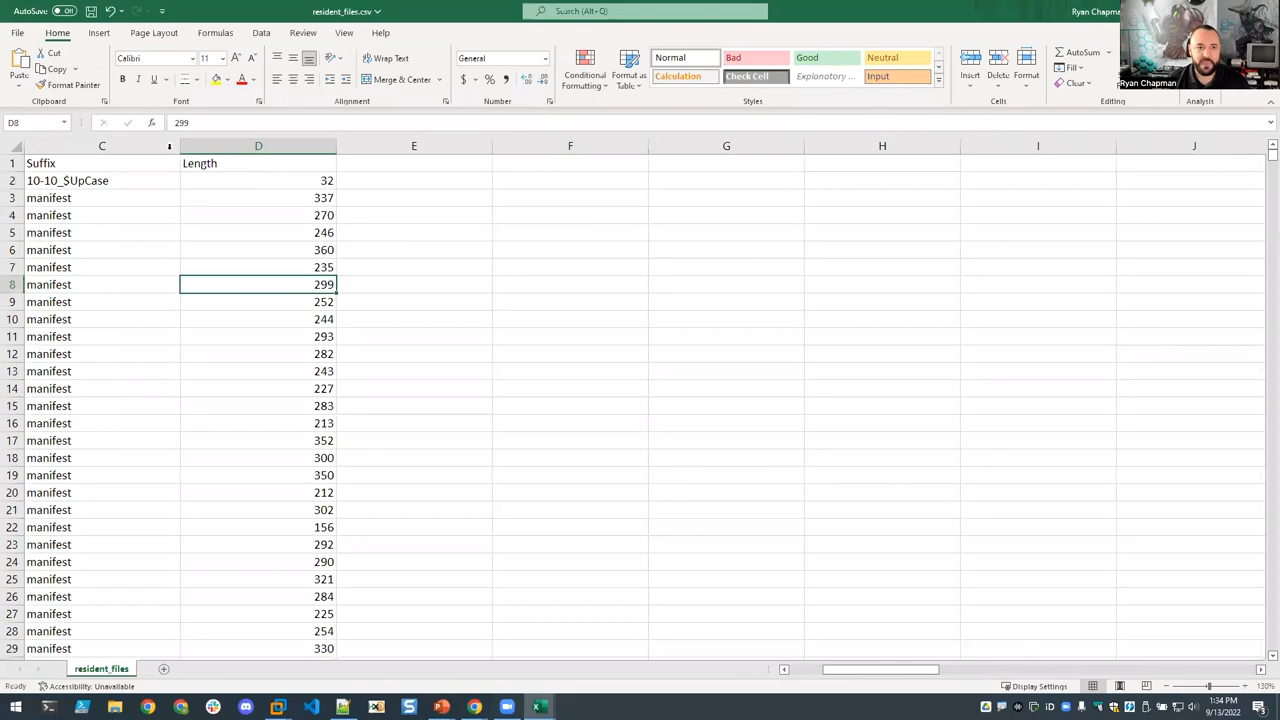 AutoSave Off
resident_files.csv
Search (Alt+Q)
Ryan Chapm
File Home Insert Page Layout Formulas Data Review View Help
Paste
Cut
Copy
Format Painter
Calibri 11
Wrap Text
Merge & Center
General
Conditional Formatting
Format as Table
Normal Bad Good Neutral
Calculation Check Cell Explanatory ... Input
Insert Delete Format
AutoSum
Fill
Clear
Ryan Chapman
Clipboard Font Alignment Number Styles Cells Editing Analysis
D8 299
C D E F G H I J
1 Suffix Length
2 10-10_$UpCase 32
3 manifest 337
4 manifest 270
5 manifest 246
6 manifest 360
7 manifest 235
8 manifest 299
9 manifest 252
10 manifest 244
11 manifest 293
12 manifest 282
13 manifest 243
14 manifest 227
15 manifest 283
16 manifest 213
17 manifest 352
18 manifest 300
19 manifest 350
20 manifest 212
21 manifest 302
22 manifest 156
23 manifest 292
24 manifest 290
25 manifest 321
26 manifest 284
27 manifest 225
28 manifest 254
29 manifest 330
resident_files
Ready Accessibility: Unavailable Display Settings 130%
1:34 PM
9/13/2022